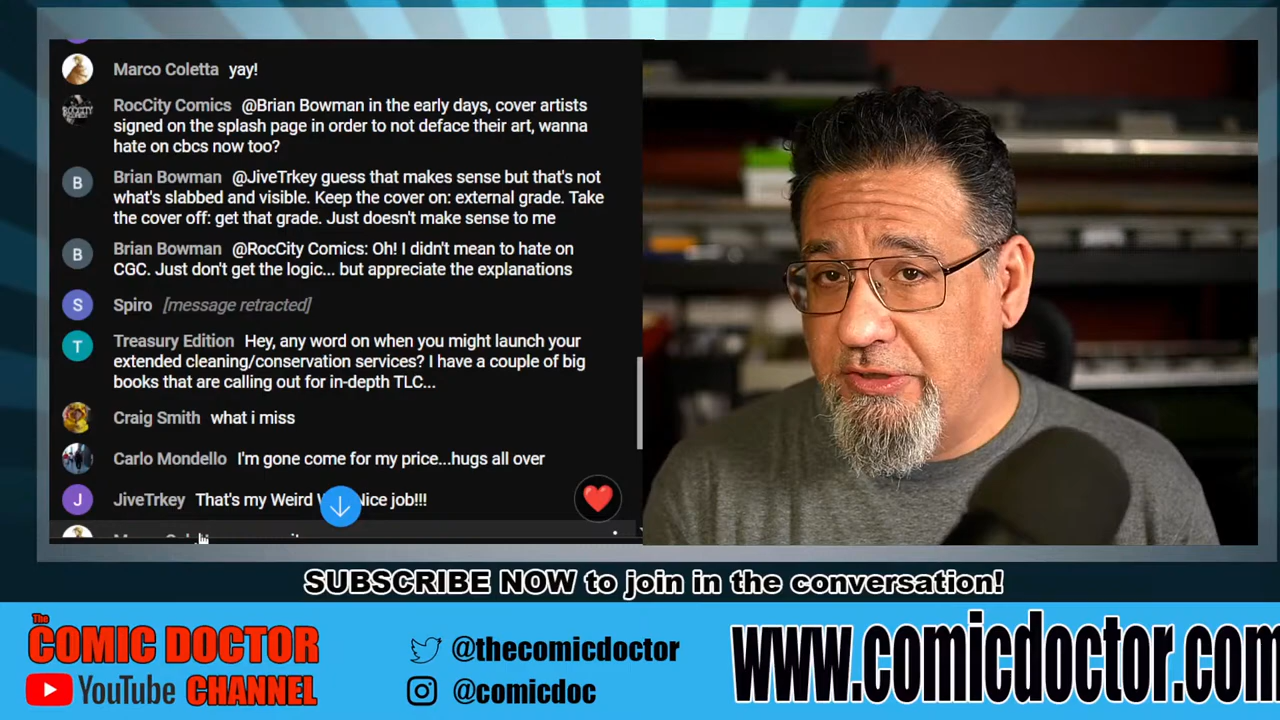 Marco Coletta yay!
RocCity Comics @Brian Bowman in the early days, cover artists
signed on the splash page in order to not deface their art, wanna
hate on cbcs now too?
B Brian Bowman @JiveTrkey guess that makes sense but that's not
what's slabbed and visible. Keep the cover on: external grade. Take
the cover off: get that grade. Just doesn't make sense to me
B Brian Bowman @RocCity Comics: Oh! I didn't mean to hate on
CGC. Just don't get the logic... but appreciate the explanations
S Spiro [message retracted]
T Treasury Edition Hey, any word on when you might launch your
extended cleaning/conservation services? I have a couple of big
books that are calling out for in-depth TLC...
Craig Smith what i miss
Carlo Mondello I'm gone come for my price...hugs all over
J JiveTrkey That's my Weird Nice job!!!
SUBSCRIBE NOW to join in the conversation!
The
COMIC DOCTOR
YouTube CHANNEL
@thecomicdoctor
@comicdoc
www.comicdoctor.com